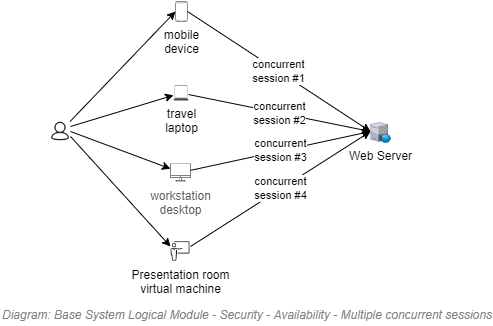 mobile
device
concurrent
session #1
travel
laptop
concurrent
session #2
Web Server
concurrent
session #3
workstation
desktop
concurrent
session #4
Presentation room
virtual machine
Diagram: Base System Logical Module - Security - Availability - Multiple concurrent sessions